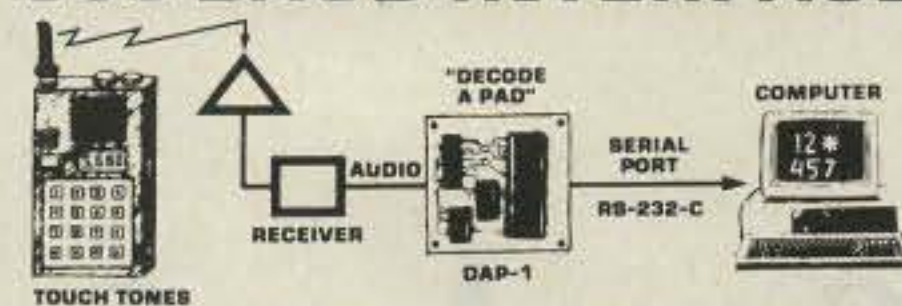 "DECODE
A PAD"
COMPUTER
12*
457
AUDIO
SERIAL
PORT
RS-232-C
RECEIVER
DAP-1
TOUCH TONES